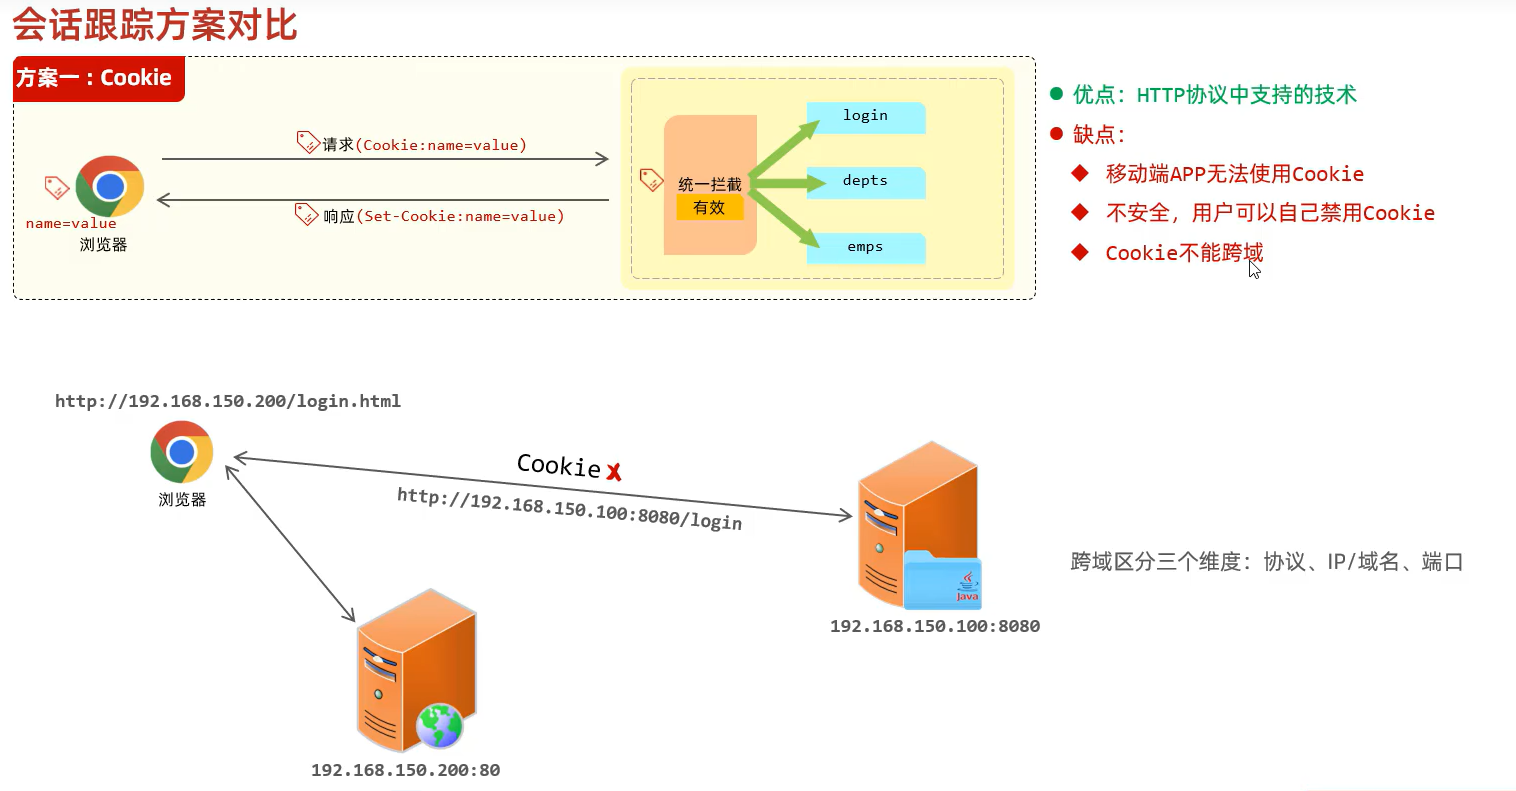 会话跟踪方案对比
方案一：Cookie
请求(Cookie:name=value)
响应(Set-Cookie:name=value)
name=value
浏览器
统一拦截
有效
login
depts
emps
优点：HTTP协议中支持的技术
缺点：
移动端APP无法使用Cookie
不安全，用户可以自己禁用Cookie
Cookie不能跨域
http://192.168.150.200/login.html
浏览器
Cookie
http://192.168.150.100:8080/login
Java
192.168.150.100:8080
跨域区分三个维度：协议、IP/域名、端口
192.168.150.200:80